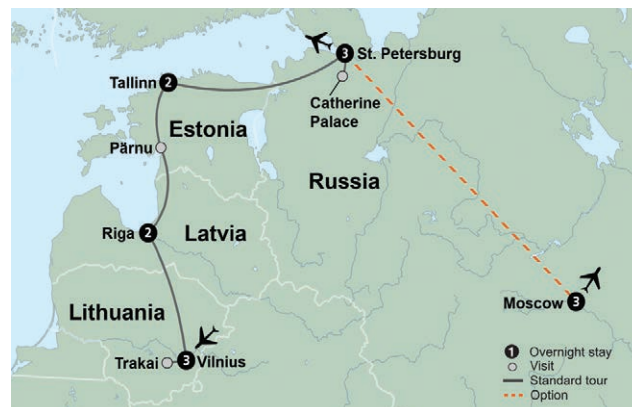 3 St. Petersburg
Tallinn 2
Catherine
Palace
Estonia
Pärnu
Russia
Riga 2
Latvia
Moscow 3
Lithuania
Trakai 3 Vilnius
1 Overnight stay
Visit
Standard tour
Option